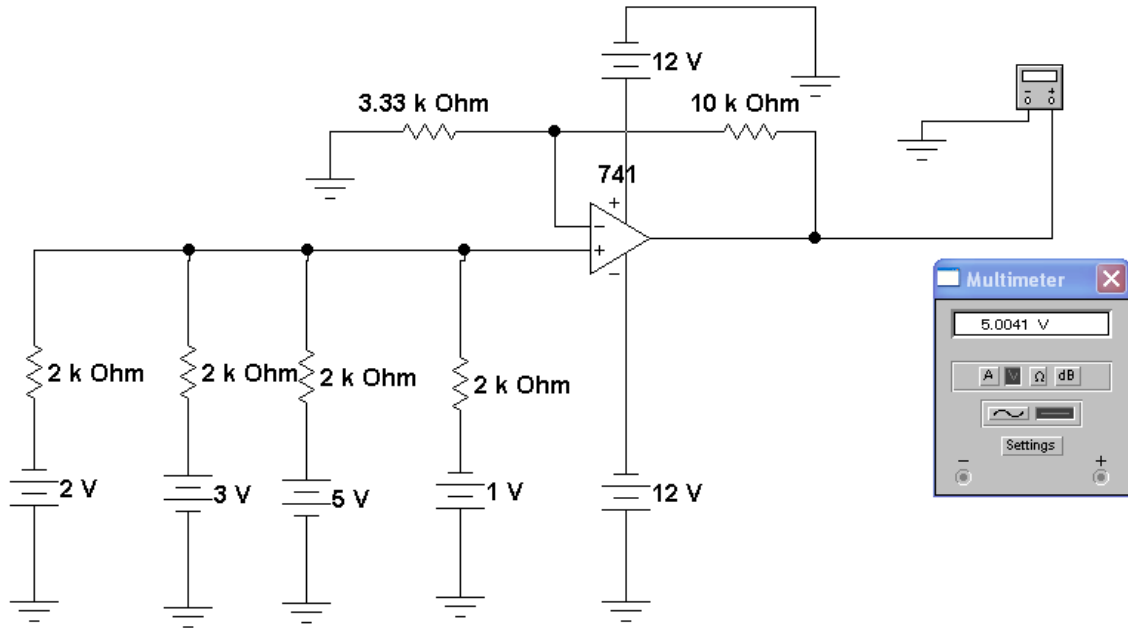 12 V
3.33 k Ohm
10 k Ohm
741
+
−
+
−
− +
2 k Ohm
2 k Ohm
2 k Ohm
2 k Ohm
2 V
3 V
5 V
1 V
12 V
Multimeter
5.0041 V
A V Ω dB
Settings
− +